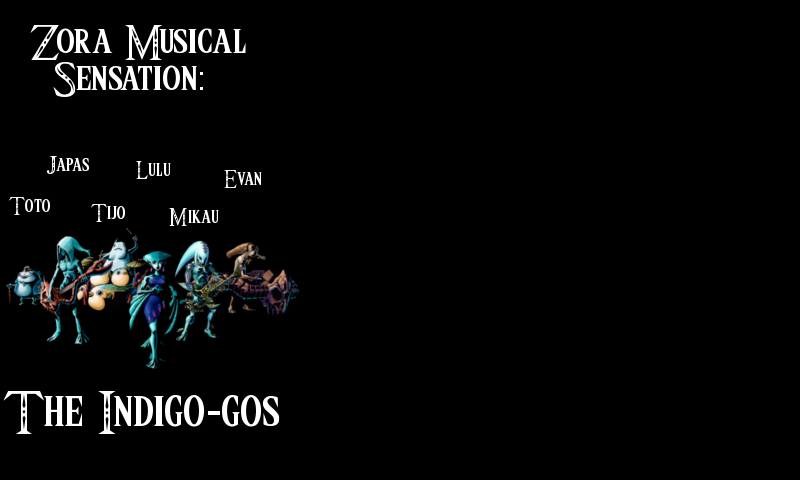 Zora Musical
Sensation:
Japas Lulu Evan
Toto Tijo Mikau
The Indigo-gos